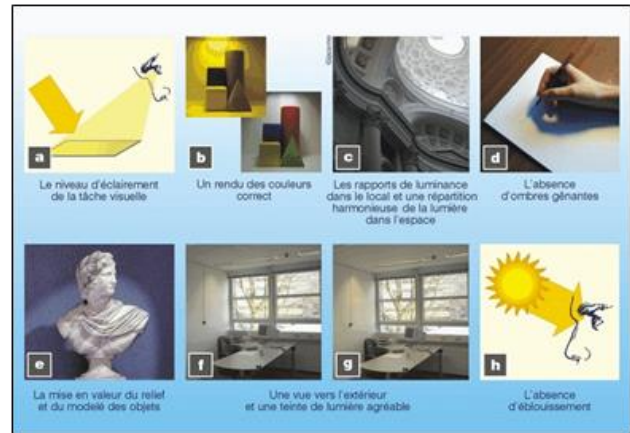 a
b
c
d
Le niveau d'éclairement
de la tâche visuelle
Un rendu des couleurs
correct
Les rapports de luminance
dans le local et une répartition
harmonieuse de la lumière
dans l'espace
L'absence
d'ombres gênantes
e
f
g
h
La mise en valeur du relief
et du modelé des objets
Une vue vers l'extérieur
et une teinte de lumière agréable
L'absence
d'éblouissement